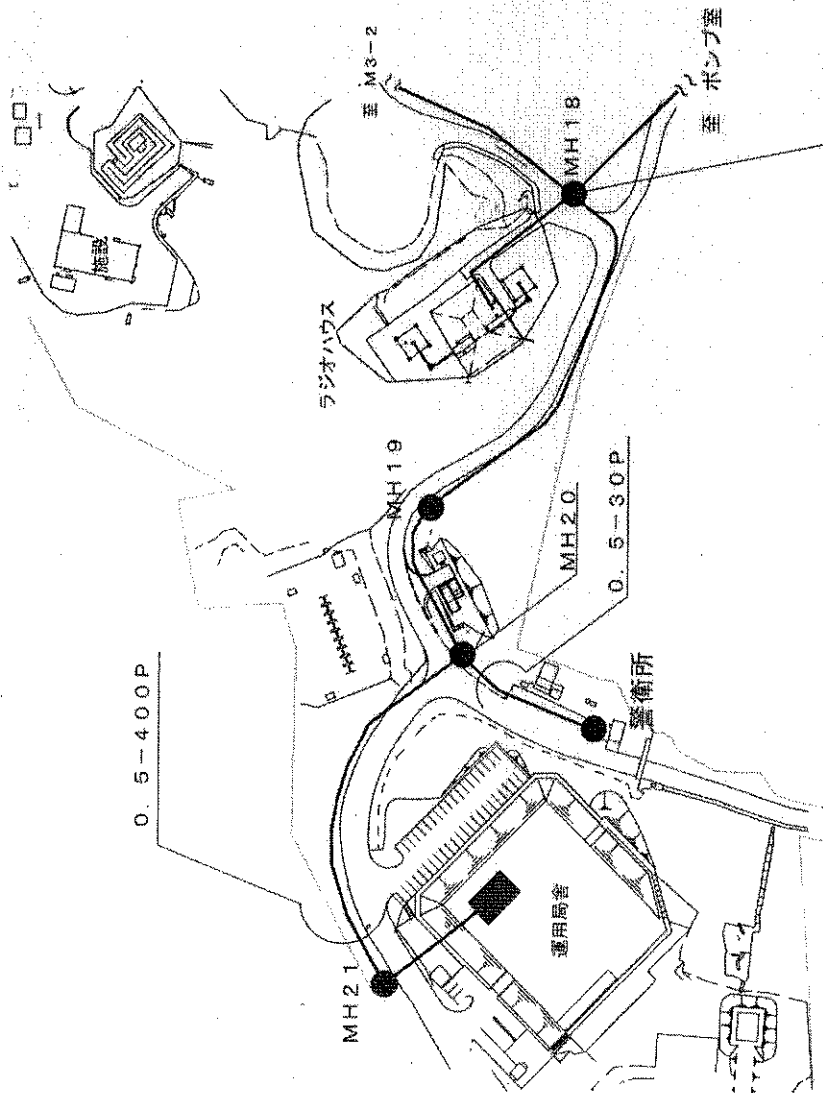 0.5-400P
MH21
運用局舎
警衛所
0.5-30P
MH20
MH19
ラジオハウス
施設
至 M3-2
MH18
至 ポンプ室